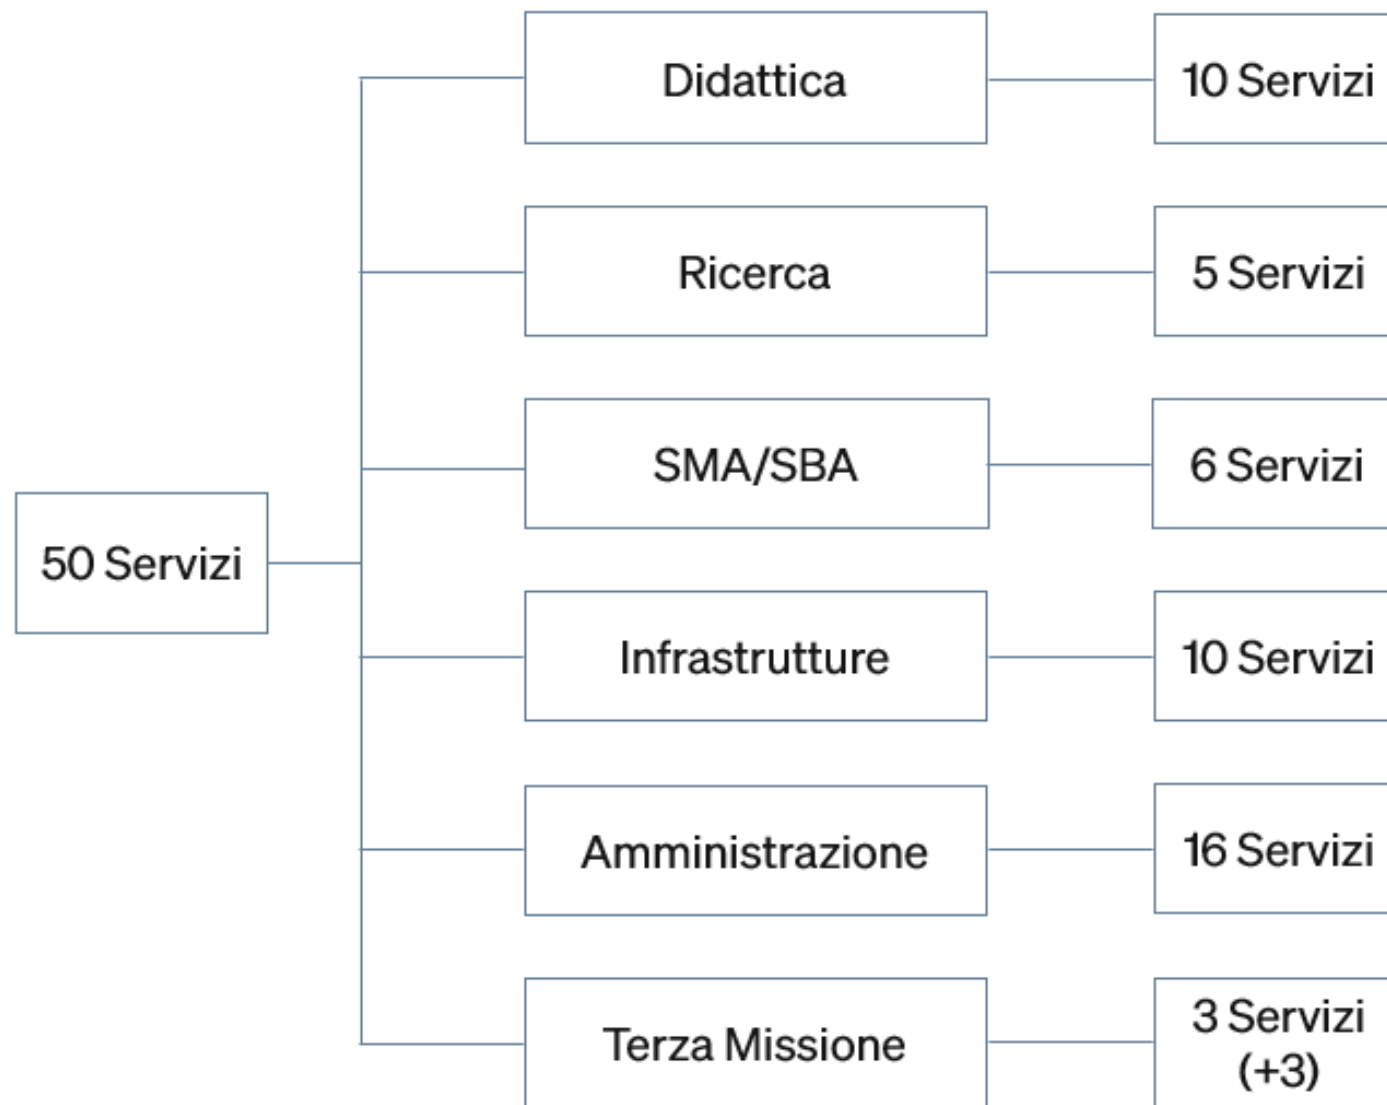 Didattica
10 Servizi
Ricerca
5 Servizi
SMA/SBA
6 Servizi
50 Servizi
Infrastrutture
10 Servizi
Amministrazione
16 Servizi
Terza Missione
3 Servizi
(+3)